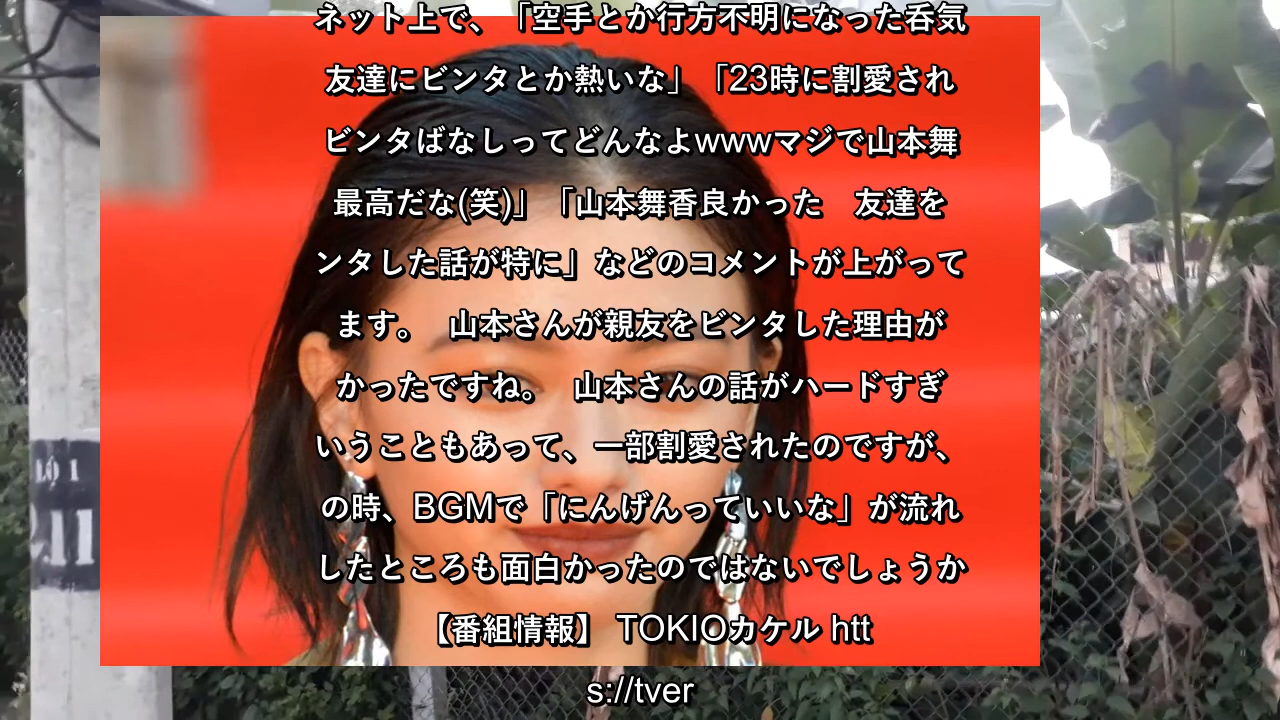 ネット上で、「空手とか行方不明になった呑気
友達にビンタとか熱いな」「23時に割愛され
ビンタばなしってどんなよwwwマジで山本舞
最高だな(笑)」「山本舞香良かった　友達を
ンタした話が特に」などのコメントが上がって
ます。　山本さんが親友をビンタした理由が
かったですね。　山本さんの話がハードすぎ
いうこともあって、一部割愛されたのですが、
の時、BGMで「にんげんっていいな」が流れ
したところも面白かったのではないでしょうか
【番組情報】 TOKIOカケル htt
s://tver
211